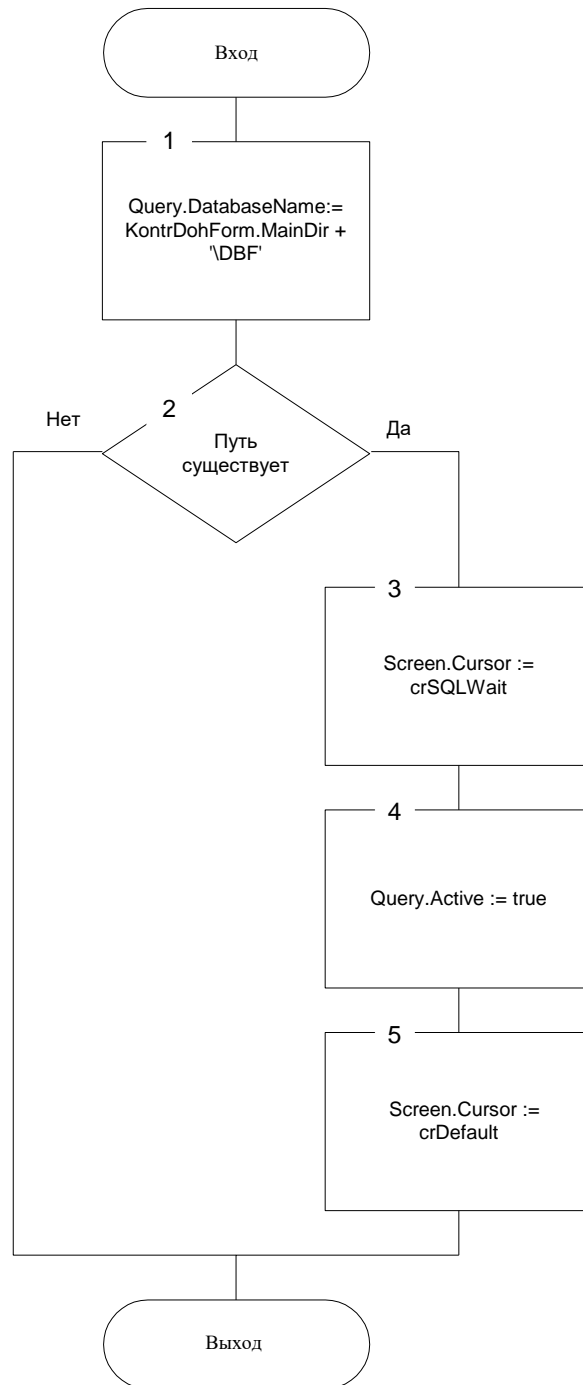 Вход
1
Query.DatabaseName:=
KontrDohForm.MainDir +
'\DBF'
2
Нет
Да
Путь
существует
3
Screen.Cursor :=
crSQLWait
4
Query.Active := true
5
Screen.Cursor :=
crDefault
Выход